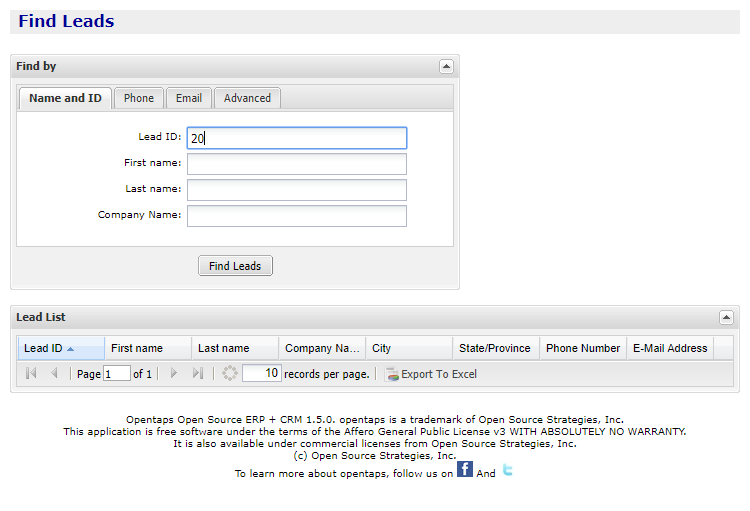 Find Leads
Find by
Name and ID Phone Email Advanced
Lead ID: 20
First name:
Last name:
Company Name:
Find Leads
Lead List
Lead ID First name Last name Company Na... City State/Province Phone Number E-Mail Address
Page 1 of 1 10 records per page. Export To Excel
Opentaps Open Source ERP + CRM 1.5.0. opentaps is a trademark of Open Source Strategies, Inc.
This application is free software under the terms of the Affero General Public License v3 WITH ABSOLUTELY NO WARRANTY.
It is also available under commercial licenses from Open Source Strategies, Inc.
(c) Open Source Strategies, Inc.
To learn more about opentaps, follow us on f And t